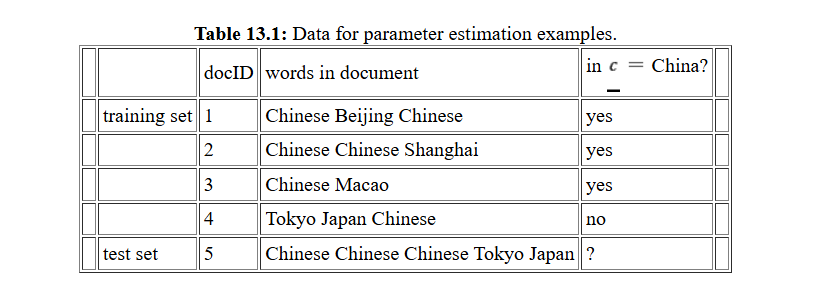 Table 13.1: Data for parameter estimation examples.
docID words in document in c = China?
training set 1 Chinese Beijing Chinese yes
2 Chinese Chinese Shanghai yes
3 Chinese Macao yes
4 Tokyo Japan Chinese no
test set 5 Chinese Chinese Chinese Tokyo Japan ?